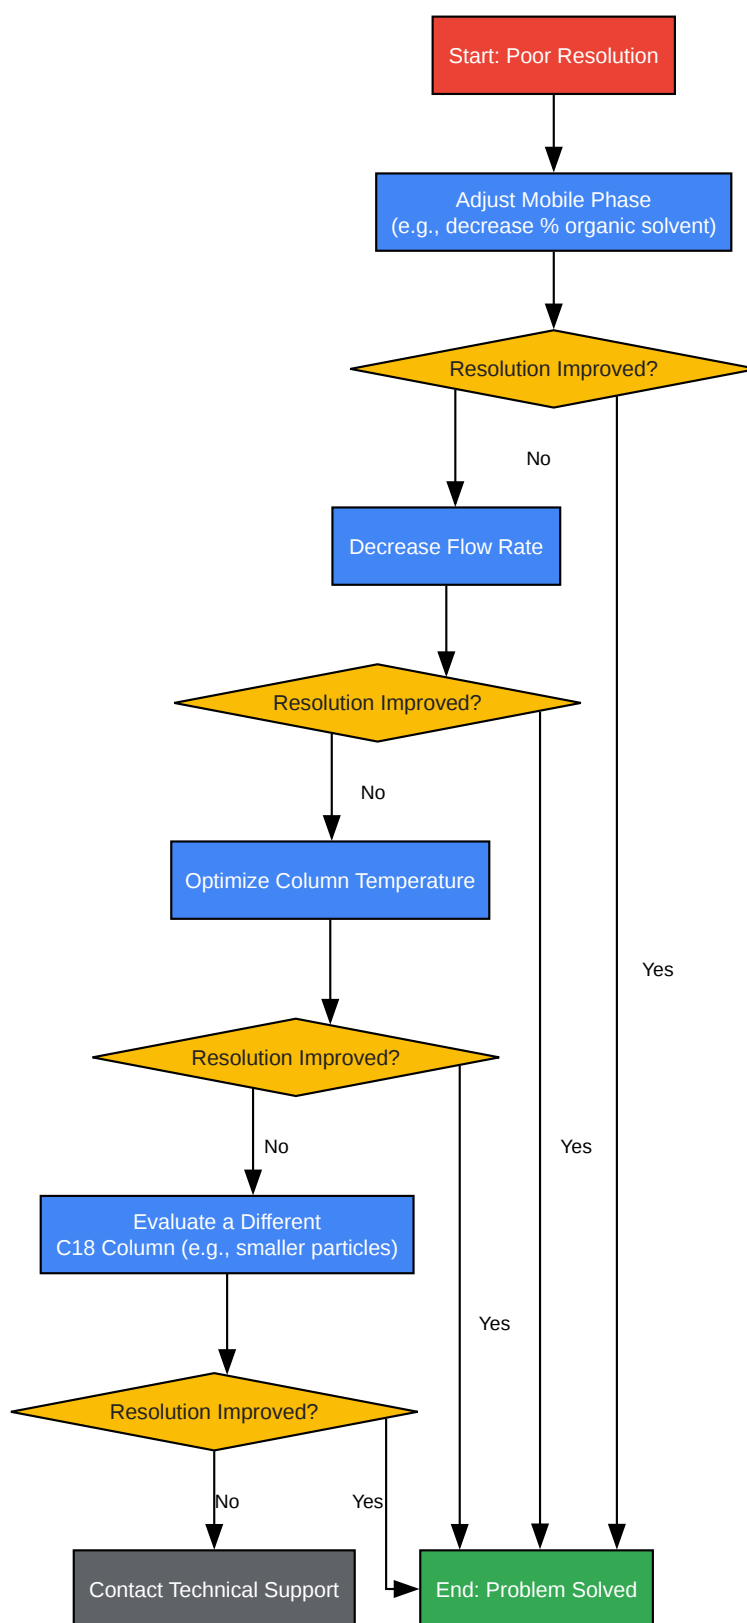 Start: Poor Resolution
Adjust Mobile Phase
(e.g., decrease % organic solvent)
Resolution Improved?
No
Decrease Flow Rate
Resolution Improved?
No
Optimize Column Temperature
Yes
Resolution Improved?
No
Yes
Evaluate a Different
C18 Column (e.g., smaller particles)
Yes
Resolution Improved?
No
Yes
Contact Technical Support
End: Problem Solved